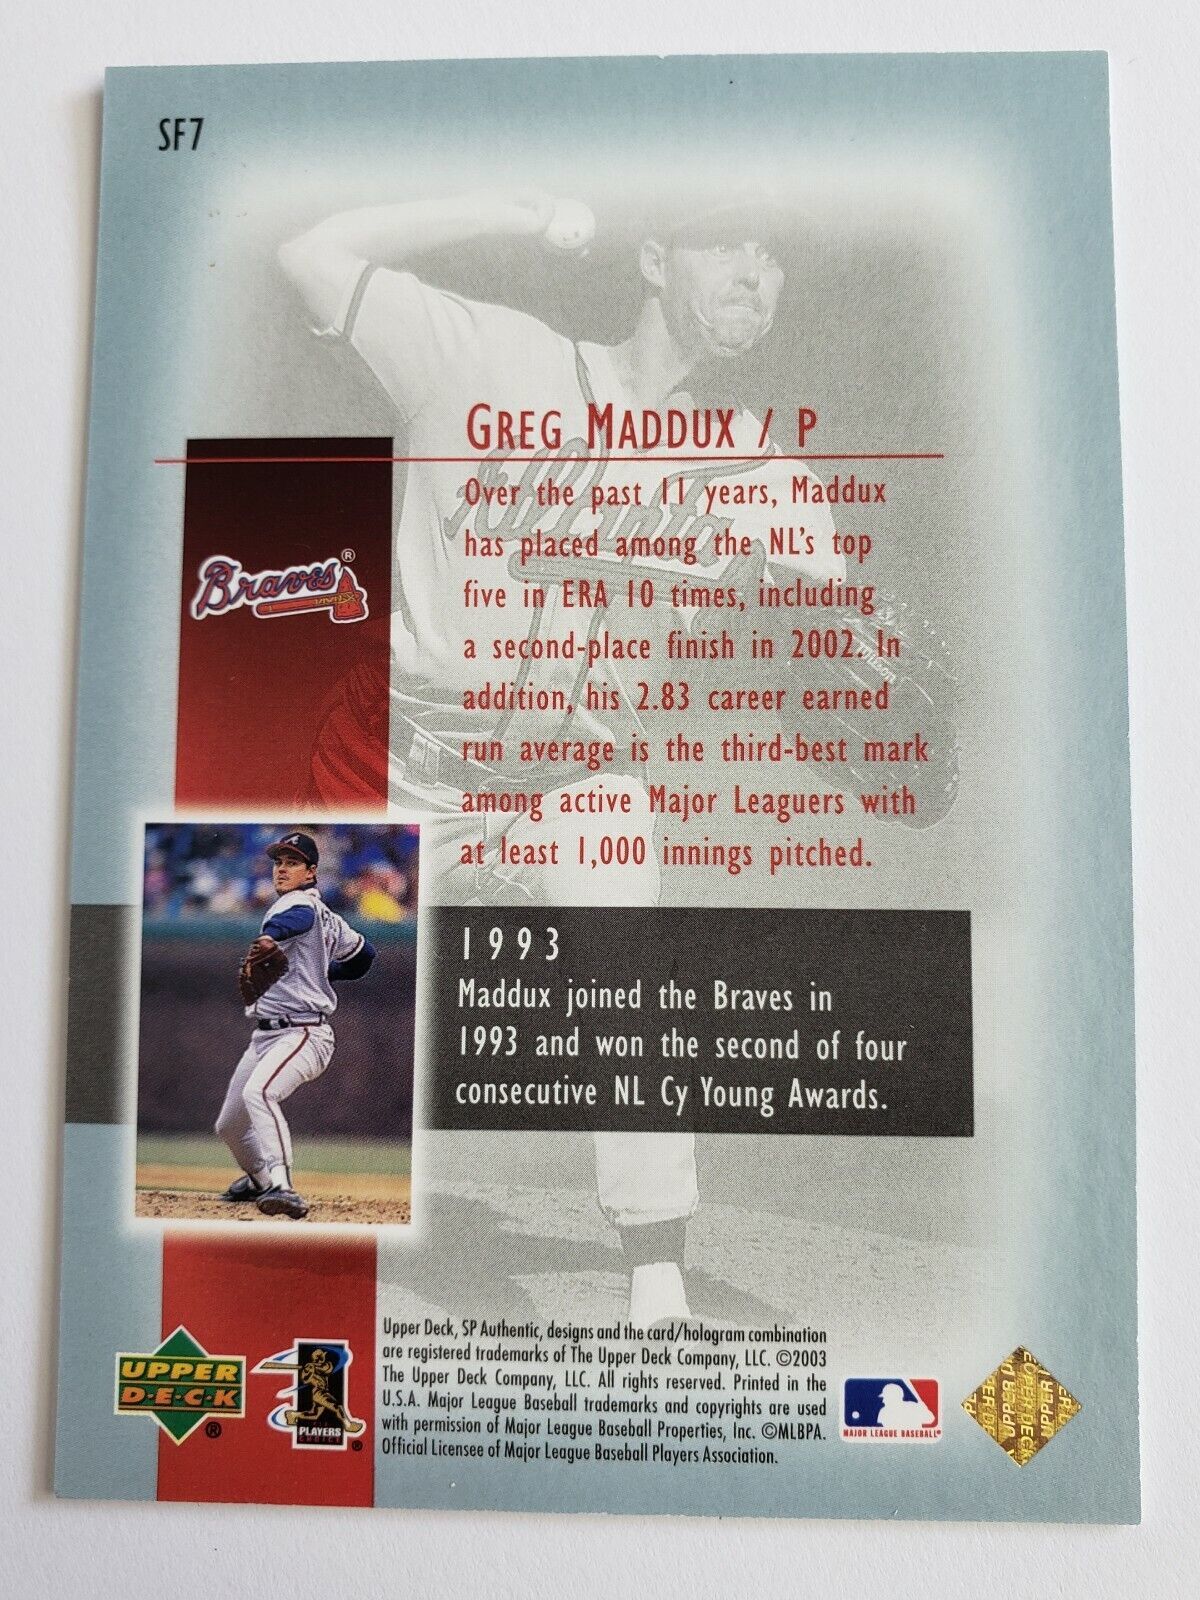 SF7
GREG MADDUX / P
Over the past 11 years, Maddux
has placed among the NL's top
five in ERA 10 times, including
a second-place finish in 2002. In
addition, his 2.83 career earned
run average is the third-best mark
among active Major Leaguers with
at least 1,000 innings pitched.
Atlanta
Wilson
Braves®
1993
Maddux joined the Braves in
1993 and won the second of four
consecutive NL Cy Young Awards.
Upper Deck, SP Authentic, designs and the card/hologram combination
are registered trademarks of The Upper Deck Company, LLC. ©2003
The Upper Deck Company, LLC. All rights reserved. Printed in the
U.S.A. Major League Baseball trademarks and copyrights are used
with permission of Major League Baseball Properties, Inc. ©MLBPA.
Official Licensee of Major League Baseball Players Association.
UPPER
D·E·C·K
®
PLAYERS
CHOICE
®
MAJOR LEAGUE BASEBALL®
UPPER DECK